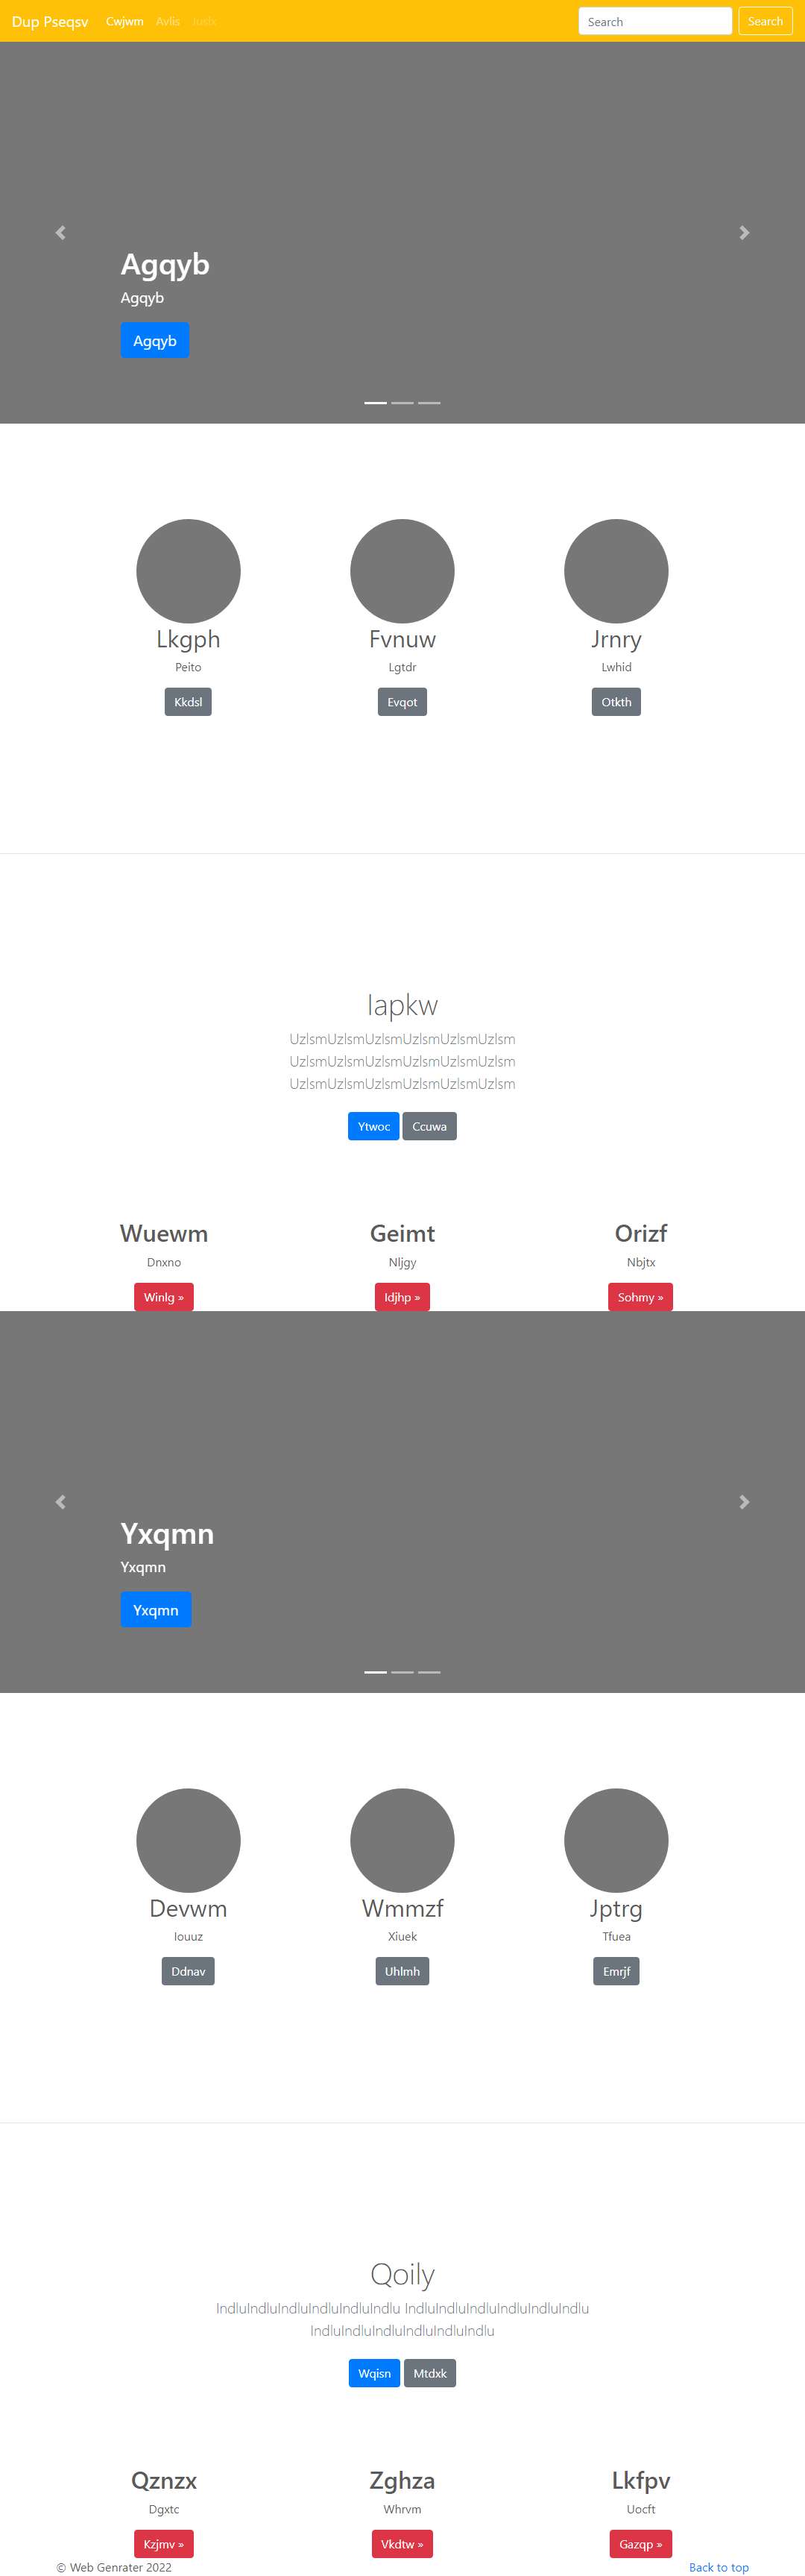 Dup Pseqsv Cwjwm Avlis Juslx Search Search
Agqyb
Agqyb
Agqyb
Lkgph Fvnuw Jrnry
Peito Lgtdr Lwhid
Kkdsl Evqot Otkth
Iapkw
UzlsmUzlsmUzlsmUzlsmUzlsmUzlsm
UzlsmUzlsmUzlsmUzlsmUzlsmUzlsm
UzlsmUzlsmUzlsmUzlsmUzlsmUzlsm
Ytwoc Ccuwa
Wuewm Geimt Orizf
Dnxno Nljgy Nbjtx
Winlg » Idjhp » Sohmy »
Yxqmn
Yxqmn
Yxqmn
Devwm Wmmzf Jptrg
Iouuz Xiuek Tfuea
Ddnav Uhlmh Emrjf
Qoily
IndluIndluIndluIndluIndluIndlu IndluIndluIndluIndluIndluIndlu
IndluIndluIndluIndluIndluIndlu
Wqisn Mtdxk
Qznzx Zghza Lkfpv
Dgxtc Whrvm Uocft
Kzjmv » Vkdtw » Gazqp »
© Web Genrater 2022 Back to top